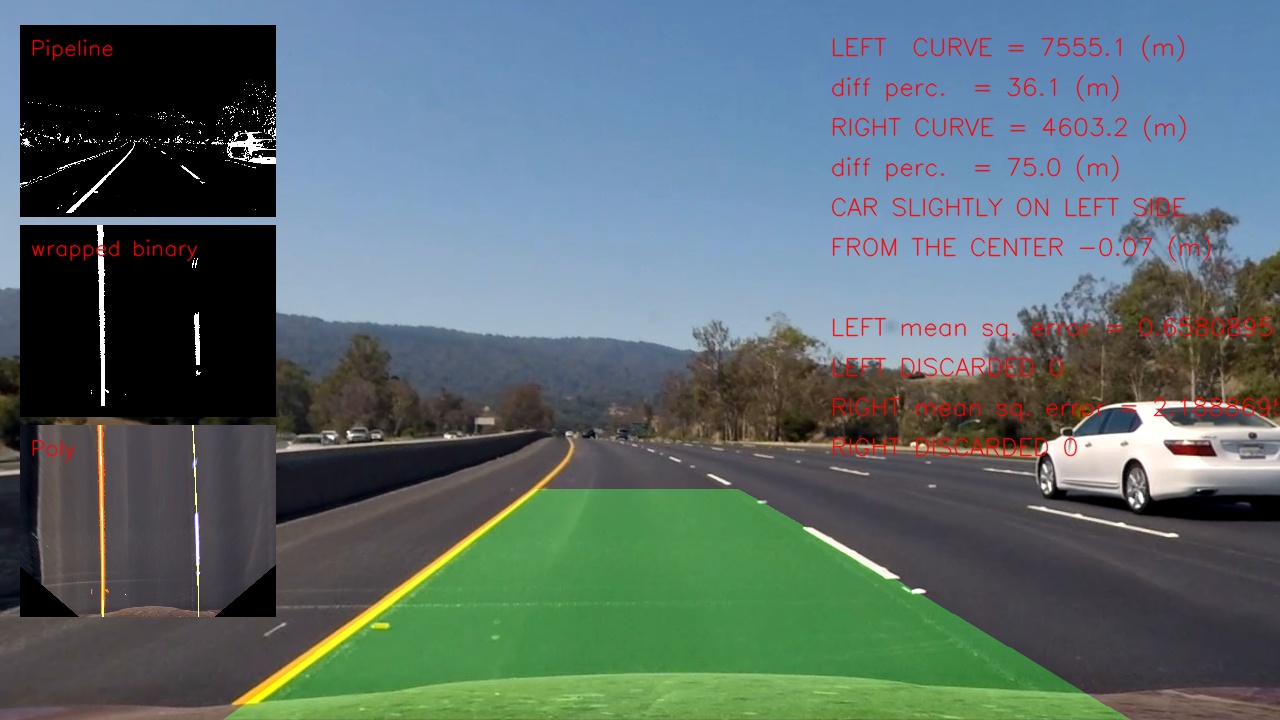 Pipeline
wrapped binary
Poly
LEFT CURVE = 7555.1 (m)
diff perc. = 36.1 (m)
RIGHT CURVE = 4603.2 (m)
diff perc. = 75.0 (m)
CAR SLIGHTLY ON LEFT SIDE
FROM THE CENTER -0.07 (m)
LEFT mean sq. error = 0.6580895
LEFT DISCARDED 0
RIGHT mean sq. error = 2.188869
RIGHT DISCARDED 0